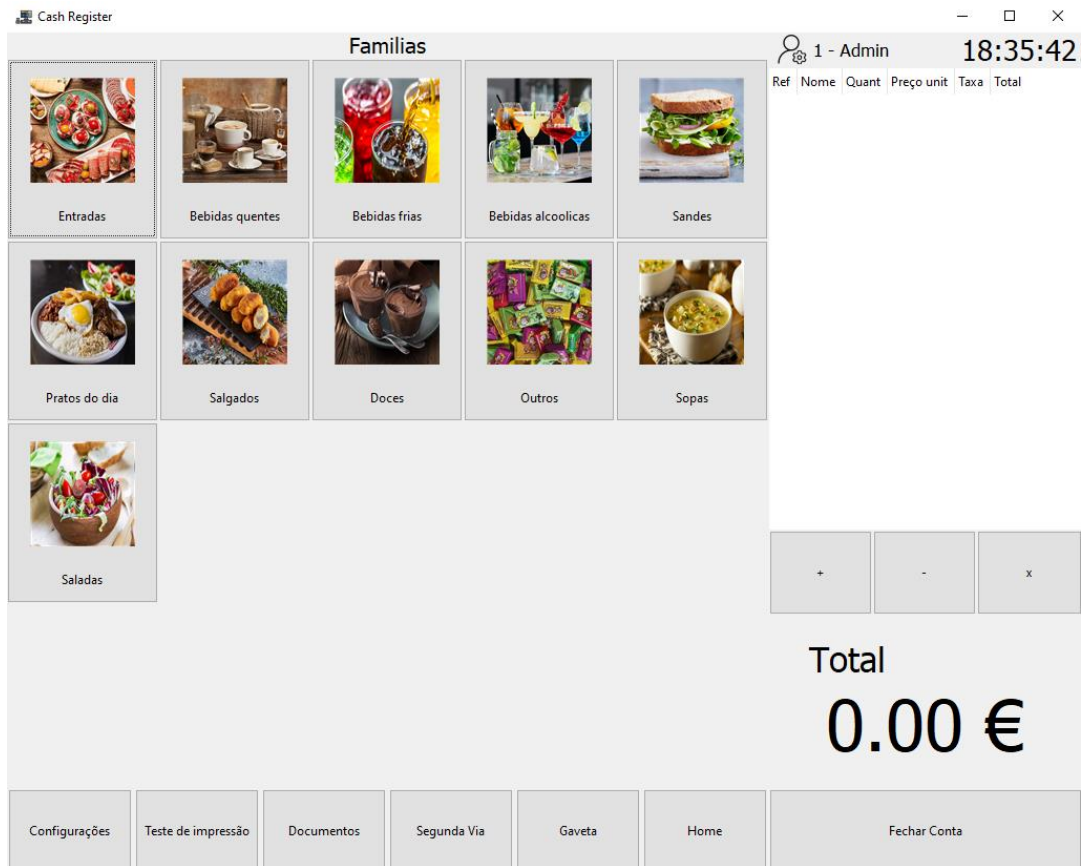 Cash Register
Familias
1 - Admin
18:35:42
Ref Nome Quant Preço unit Taxa Total
Entradas
Bebidas quentes
Bebidas frias
Bebidas alcoolicas
Sandes
Pratos do dia
Salgados
Doces
Outros
Sopas
Saladas
+
-
x
Total
0.00 €
Configurações
Teste de impressão
Documentos
Segunda Via
Gaveta
Home
Fechar Conta